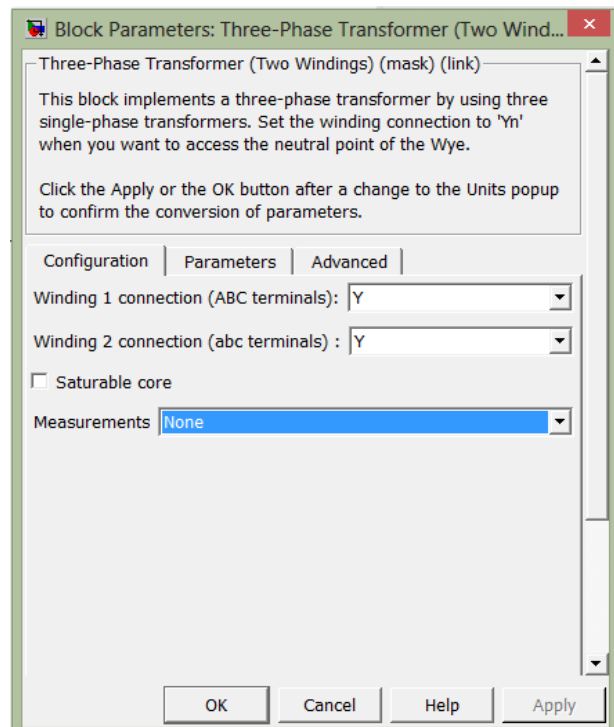 Block Parameters: Three-Phase Transformer (Two Wind...
Three-Phase Transformer (Two Windings) (mask) (link)
This block implements a three-phase transformer by using three
single-phase transformers. Set the winding connection to 'Yn'
when you want to access the neutral point of the Wye.
Click the Apply or the OK button after a change to the Units popup
to confirm the conversion of parameters.
Configuration Parameters Advanced
Winding 1 connection (ABC terminals): Y
Winding 2 connection (abc terminals) : Y
Saturable core
Measurements None
OK Cancel Help Apply